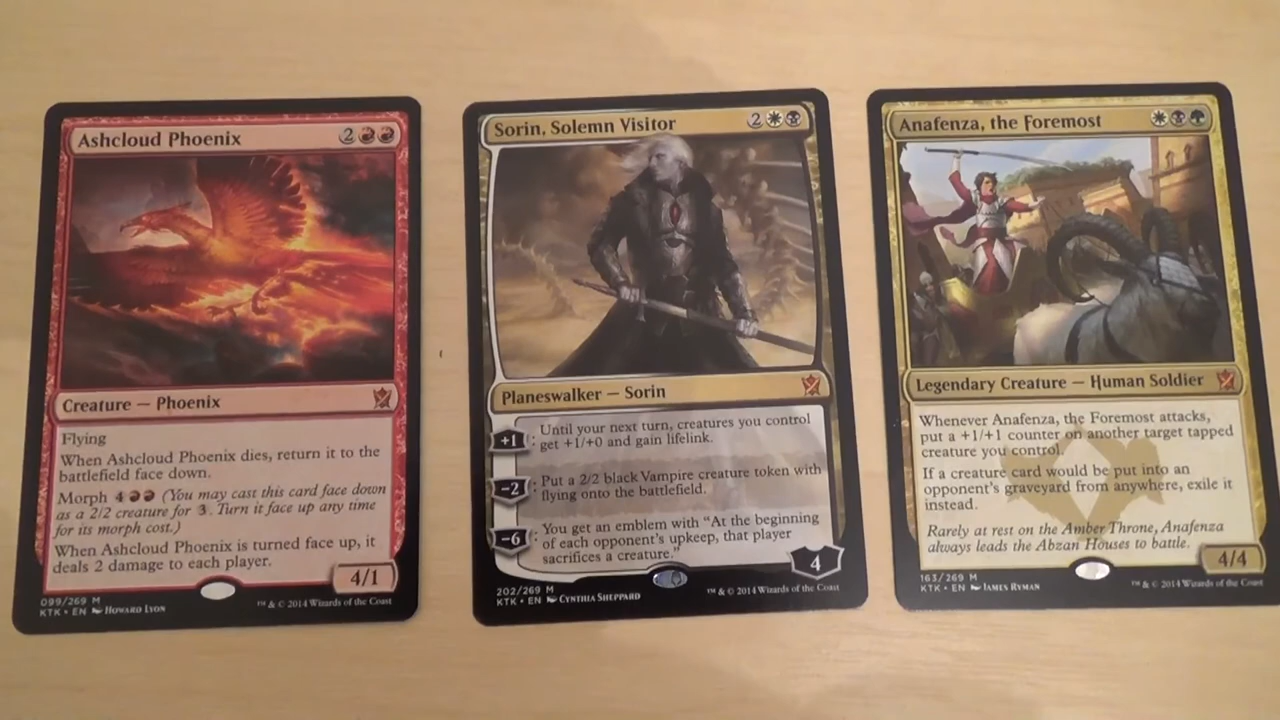 Ashcloud Phoenix 2
Creature — Phoenix
Flying
When Ashcloud Phoenix dies, return it to the
battlefield face down.
Morph 4 (You may cast this card face down
as a 2/2 creature for 3. Turn it face up any time
for its morph cost.)
When Ashcloud Phoenix is turned face up, it
deals 2 damage to each player.
4/1
099/269 M
KTK • EN Howard Lyon
™ & © 2014 Wizards of the Coast
Sorin, Solemn Visitor 2
Planeswalker — Sorin
+1: Until your next turn, creatures you control
get +1/+0 and gain lifelink.
−2: Put a 2/2 black Vampire creature token with
flying onto the battlefield.
−6: You get an emblem with "At the beginning
of each opponent's upkeep, that player
sacrifices a creature."
4
202/269 M
KTK • EN Cynthia Sheppard
™ & © 2014 Wizards of the Coast
Anafenza, the Foremost
Legendary Creature — Human Soldier
Whenever Anafenza, the Foremost attacks,
put a +1/+1 counter on another target tapped
creature you control.
If a creature card would be put into an
opponent's graveyard from anywhere, exile it
instead.
Rarely at rest on the Amber Throne, Anafenza
always leads the Abzan Houses to battle.
4/4
163/269 M
KTK • EN James Ryman
™ & © 2014 Wizards of the Coast